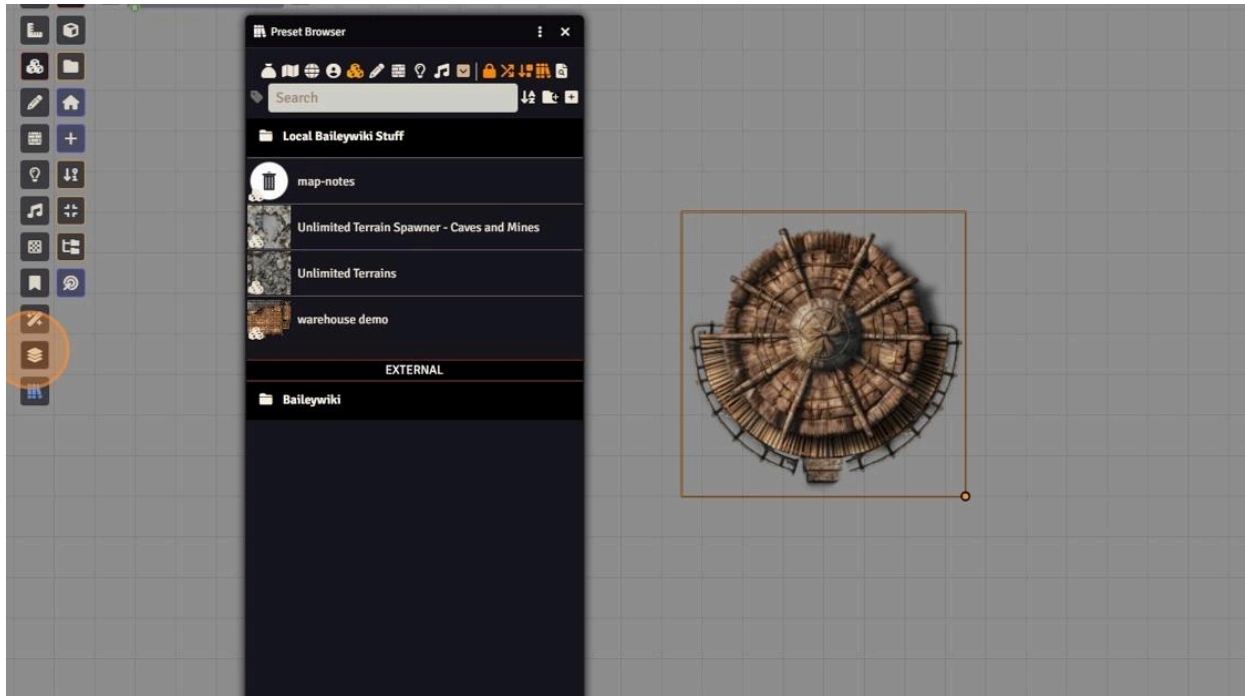 Preset Browser
Search
Local Baileywiki Stuff
map-notes
Unlimited Terrain Spawner - Caves and Mines
Unlimited Terrains
warehouse demo
EXTERNAL
Baileywiki